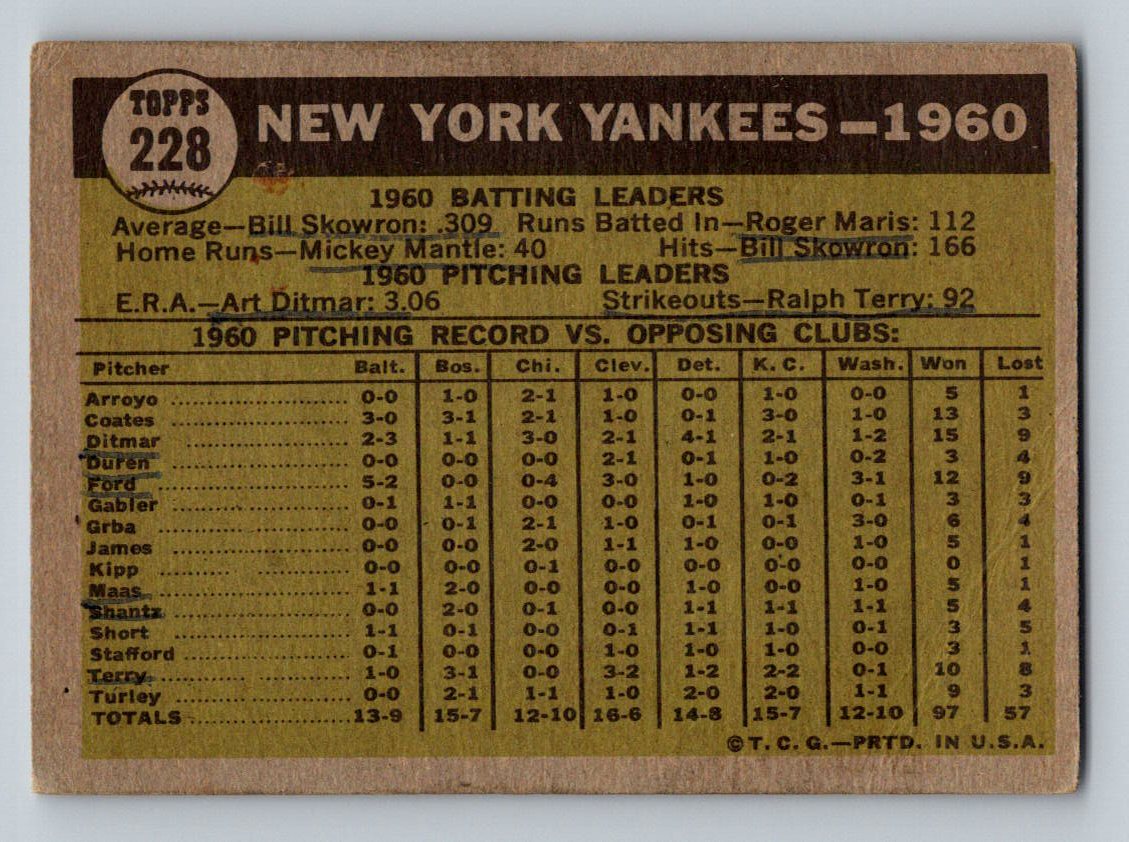 TOPPS
228
NEW YORK YANKEES—1960
1960 BATTING LEADERS
Average—Bill Skowron: .309 Runs Batted In—Roger Maris: 112
Home Runs—Mickey Mantle: 40 Hits—Bill Skowron: 166
1960 PITCHING LEADERS
E.R.A.—Art Ditmar: 3.06 Strikeouts—Ralph Terry: 92
1960 PITCHING RECORD VS. OPPOSING CLUBS:
Pitcher Balt. Bos. Chi. Clev. Det. K. C. Wash. Won Lost
Arroyo 0-0 1-0 2-1 1-0 0-0 1-0 0-0 5 1
Coates 3-0 3-1 2-1 1-0 0-1 3-0 1-0 13 3
Ditmar 2-3 1-1 3-0 2-1 4-1 2-1 1-2 15 9
Duren 0-0 0-0 0-0 2-1 0-1 1-0 0-2 3 4
Ford 5-2 0-0 0-4 3-0 1-0 0-2 3-1 12 9
Gabler 0-1 1-1 0-0 0-0 1-0 1-0 0-1 3 3
Grba 0-0 0-1 2-1 1-0 0-1 0-1 3-0 6 4
James 0-0 0-0 2-0 1-1 1-0 0-0 1-0 5 1
Kipp 0-0 0-0 0-1 0-0 0-0 0-0 0-0 0 1
Maas 1-1 2-0 0-0 0-0 1-0 0-0 1-0 5 1
Shantz 0-0 2-0 0-1 0-0 1-1 1-1 1-1 5 4
Short 1-1 0-1 0-0 0-1 1-1 1-0 0-1 3 5
Stafford 0-1 0-0 0-0 1-0 1-0 1-0 0-0 3 1
Terry 1-0 3-1 0-0 3-2 1-2 2-2 0-1 10 8
Turley 0-0 2-1 1-1 1-0 2-0 2-0 1-1 9 3
TOTALS 13-9 15-7 12-10 16-6 14-8 15-7 12-10 97 57
©T. C. G.—PRTD. IN U.S.A.